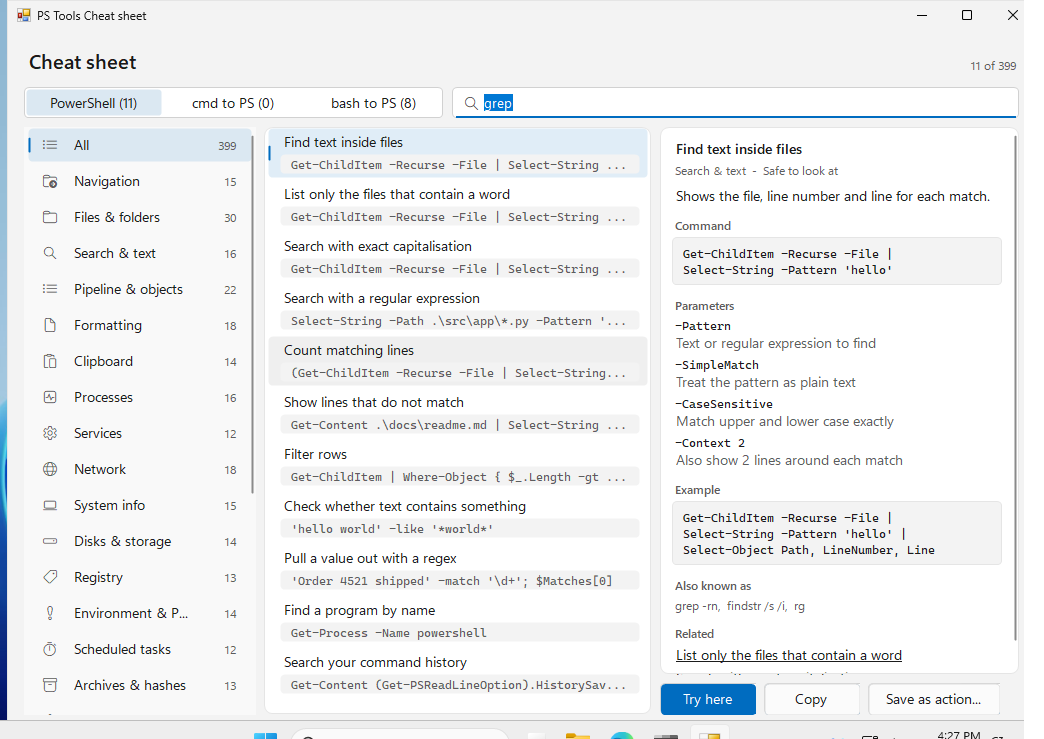 PS Tools Cheat sheet
Cheat sheet
11 of 399
PowerShell (11)
cmd to PS (0)
bash to PS (8)
grep
All 399
Navigation 15
Files & folders 30
Search & text 16
Pipeline & objects 22
Formatting 18
Clipboard 14
Processes 16
Services 12
Network 18
System info 15
Disks & storage 14
Registry 13
Environment & P... 14
Scheduled tasks 12
Archives & hashes 13
Find text inside files
Get-ChildItem -Recurse -File | Select-String ...
List only the files that contain a word
Get-ChildItem -Recurse -File | Select-String ...
Search with exact capitalisation
Get-ChildItem -Recurse -File | Select-String ...
Search with a regular expression
Select-String -Path .\src\app\*.py -Pattern '...
Count matching lines
(Get-ChildItem -Recurse -File | Select-String...
Show lines that do not match
Get-Content .\docs\readme.md | Select-String ...
Filter rows
Get-ChildItem | Where-Object { $_.Length -gt ...
Check whether text contains something
'hello world' -like '*world*'
Pull a value out with a regex
'Order 4521 shipped' -match '\d+'; $Matches[0]
Find a program by name
Get-Process -Name powershell
Search your command history
Get-Content (Get-PSReadLineOption).HistorySav...
Find text inside files
Search & text - Safe to look at
Shows the file, line number and line for each match.
Command
Get-ChildItem -Recurse -File |
Select-String -Pattern 'hello'
Parameters
-Pattern
Text or regular expression to find
-SimpleMatch
Treat the pattern as plain text
-CaseSensitive
Match upper and lower case exactly
-Context 2
Also show 2 lines around each match
Example
Get-ChildItem -Recurse -File |
Select-String -Pattern 'hello' |
Select-Object Path, LineNumber, Line
Also known as
grep -rn, findstr /s /i, rg
Related
List only the files that contain a word
Try here
Copy
Save as action...
4:27 PM